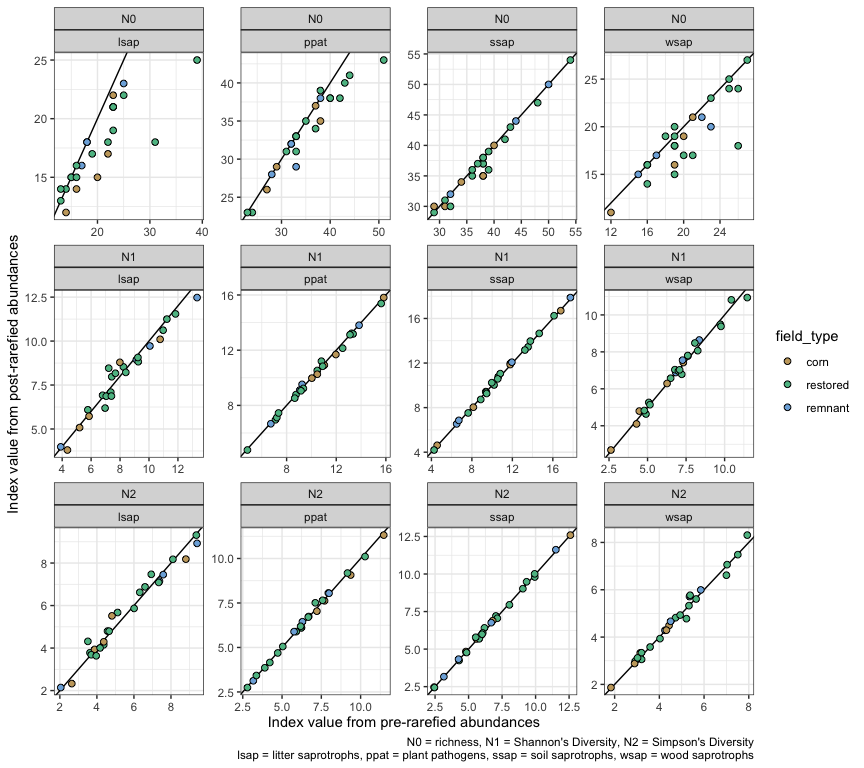 N0 N0 N0 N0
lsap ppat ssap wsap
25 20 15
40 35 30 25
55 50 45 40 35 30
25 20 15
20 30 40
30 40 50
30 35 40 45 50 55
12 16 20 24
N1 N1 N1 N1
lsap ppat ssap wsap
12.5 10.0 7.5 5.0
16 12 8
16 12 8 4
10 8 6 4
4 6 8 10 12
8 10 12 14 16
4 8 12 16
2.5 5.0 7.5 10.0
N2 N2 N2 N2
lsap ppat ssap wsap
8 6 4 2
10.0 7.5 5.0 2.5
12.5 10.0 7.5 5.0 2.5
8 6 4 2
2 4 6 8
2.5 5.0 7.5 10.0
2.5 5.0 7.5 10.0 12.5
2 4 6 8
Index value from post-rarefied abundances
Index value from pre-rarefied abundances
field_type
corn
restored
remnant
N0 = richness, N1 = Shannon's Diversity, N2 = Simpson's Diversity
lsap = litter saprotrophs, ppat = plant pathogens, ssap = soil saprotrophs, wsap = wood saprotrophs